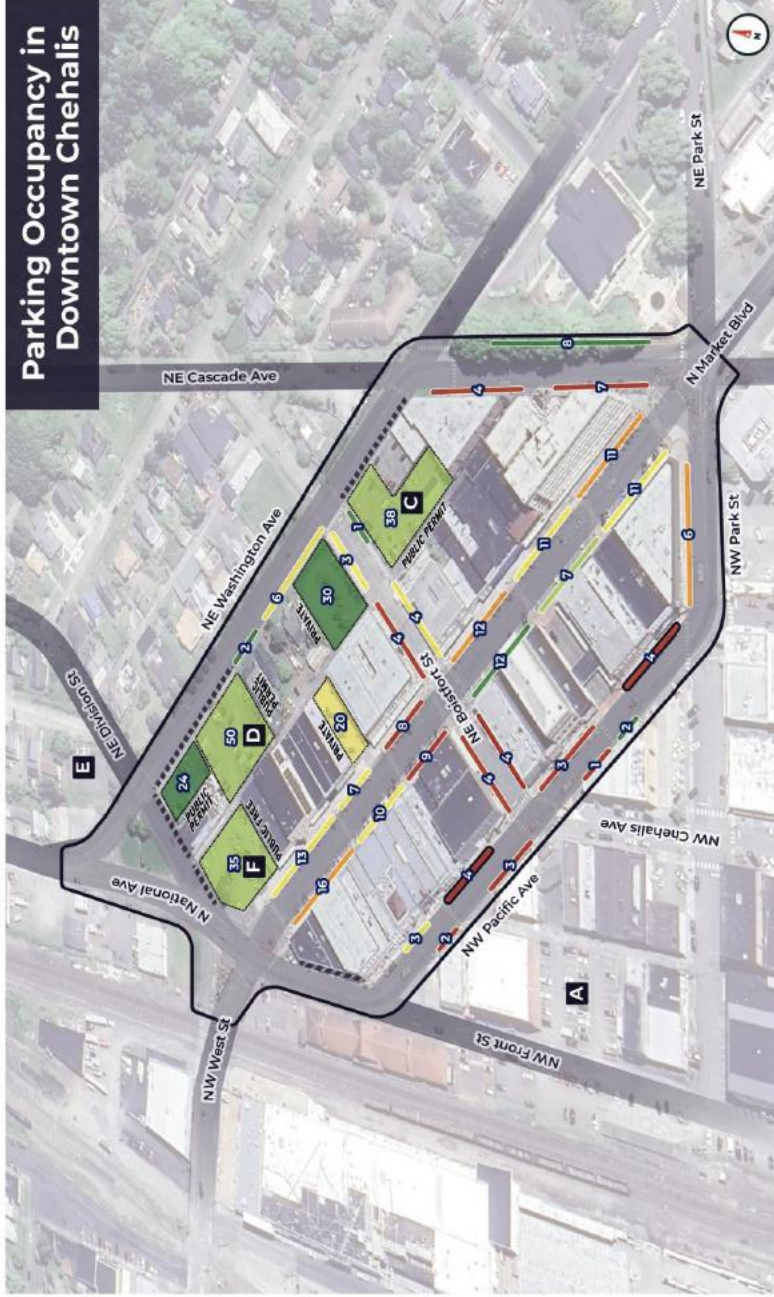 Parking Occupancy in
Downtown Chehalis
N
NE Division St
E
N National Ave
NE Washington Ave
NE Cascade Ave
NE Park St
24
PUBLIC
PERMIT
50
D
PUBLIC
PERMIT
2
6
35
F
PUBLIC-FREE
20
PRIVATE
30
PRIVATE
3
1
38
C
PUBLIC PERMIT
4
8
7
N Market Blvd
4
4
NE Boistfort St
4
4
13
7
8
12
11
11
16
10
9
12
7
11
6
NW Park St
NW West St
3
2
4
3
3
1
2
4
NW Pacific Ave
NW Chehalis Ave
A
NW Front St